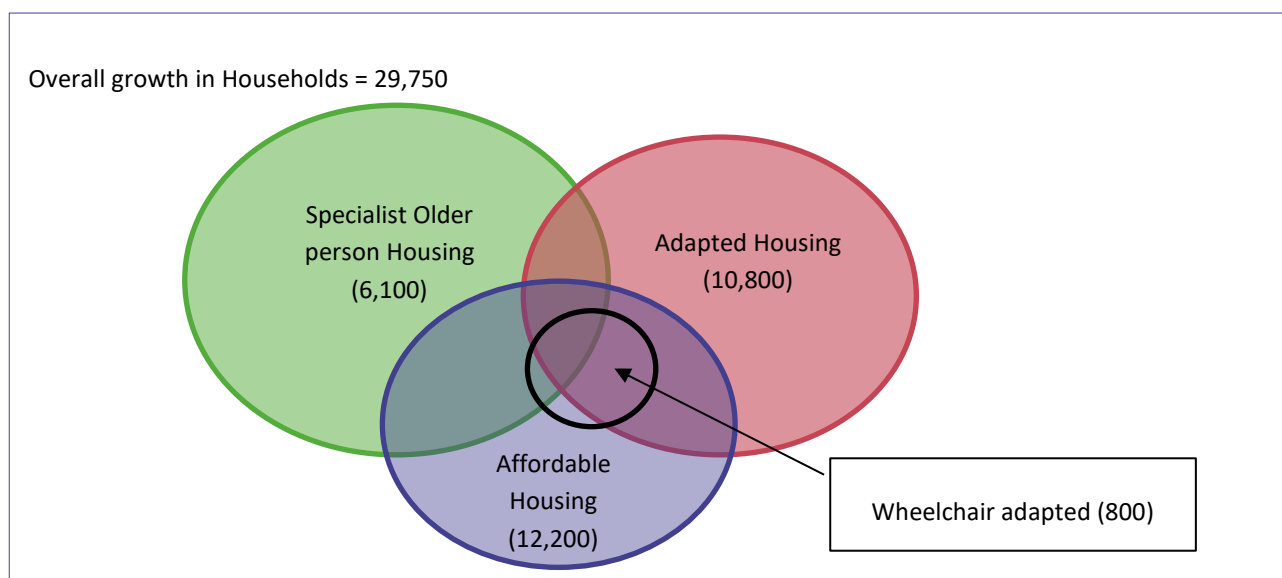 Overall growth in Households = 29,750
Specialist Older
person Housing
(6,100)
Adapted Housing
(10,800)
Affordable
Housing
(12,200)
Wheelchair adapted (800)